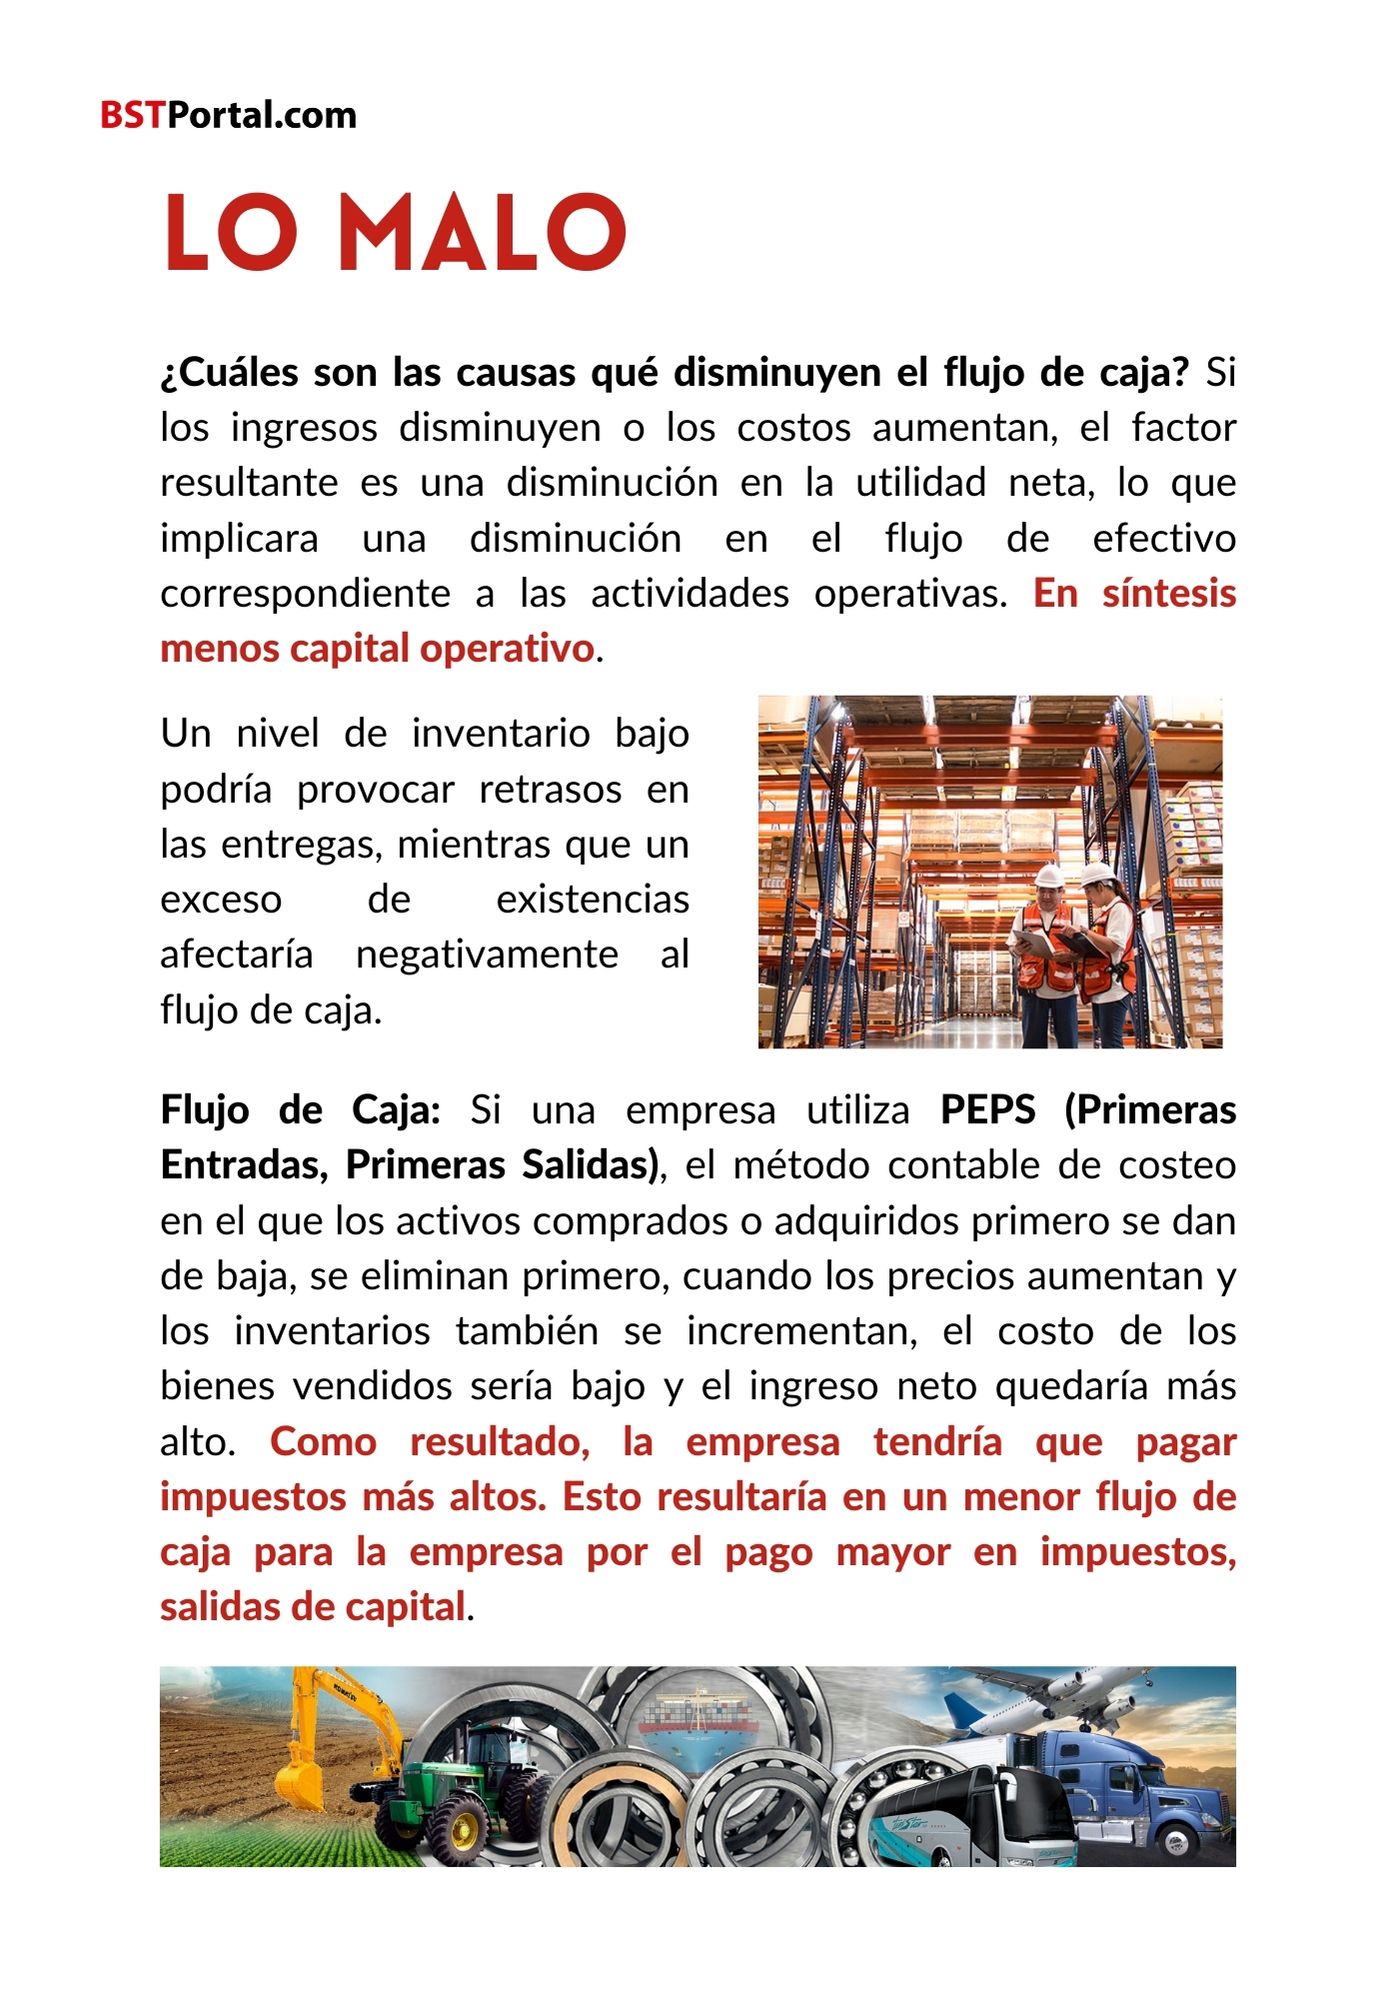 BSTPortal.com
LO MALO
¿Cuáles son las causas qué disminuyen el flujo de caja? Si
los ingresos disminuyen o los costos aumentan, el factor
resultante es una disminución en la utilidad neta, lo que
implicara una disminución en el flujo de efectivo
correspondiente a las actividades operativas. En síntesis
menos capital operativo.
Un nivel de inventario bajo
podría provocar retrasos en
las entregas, mientras que un
exceso de existencias
afectaría negativamente al
flujo de caja.
Flujo de Caja: Si una empresa utiliza PEPS (Primeras
Entradas, Primeras Salidas), el método contable de costeo
en el que los activos comprados o adquiridos primero se dan
de baja, se eliminan primero, cuando los precios aumentan y
los inventarios también se incrementan, el costo de los
bienes vendidos sería bajo y el ingreso neto quedaría más
alto. Como resultado, la empresa tendría que pagar
impuestos más altos. Esto resultaría en un menor flujo de
caja para la empresa por el pago mayor en impuestos,
salidas de capital.
KOMATSU